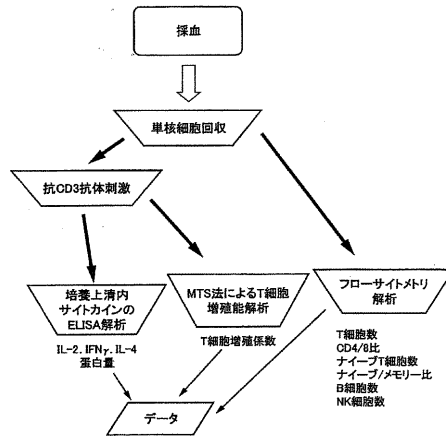 採血
単核細胞回収
抗CD3抗体刺激
培養上清内
サイトカインの
ELISA解析
MTS法によるT細胞
増殖能解析
フローサイトメトリ
解析
IL-2. IFNγ. IL-4
蛋白量
T細胞増殖係数
T細胞数
CD4/8比
ナイーブT細胞数
ナイーブ/メモリー比
B細胞数
NK細胞数
データ